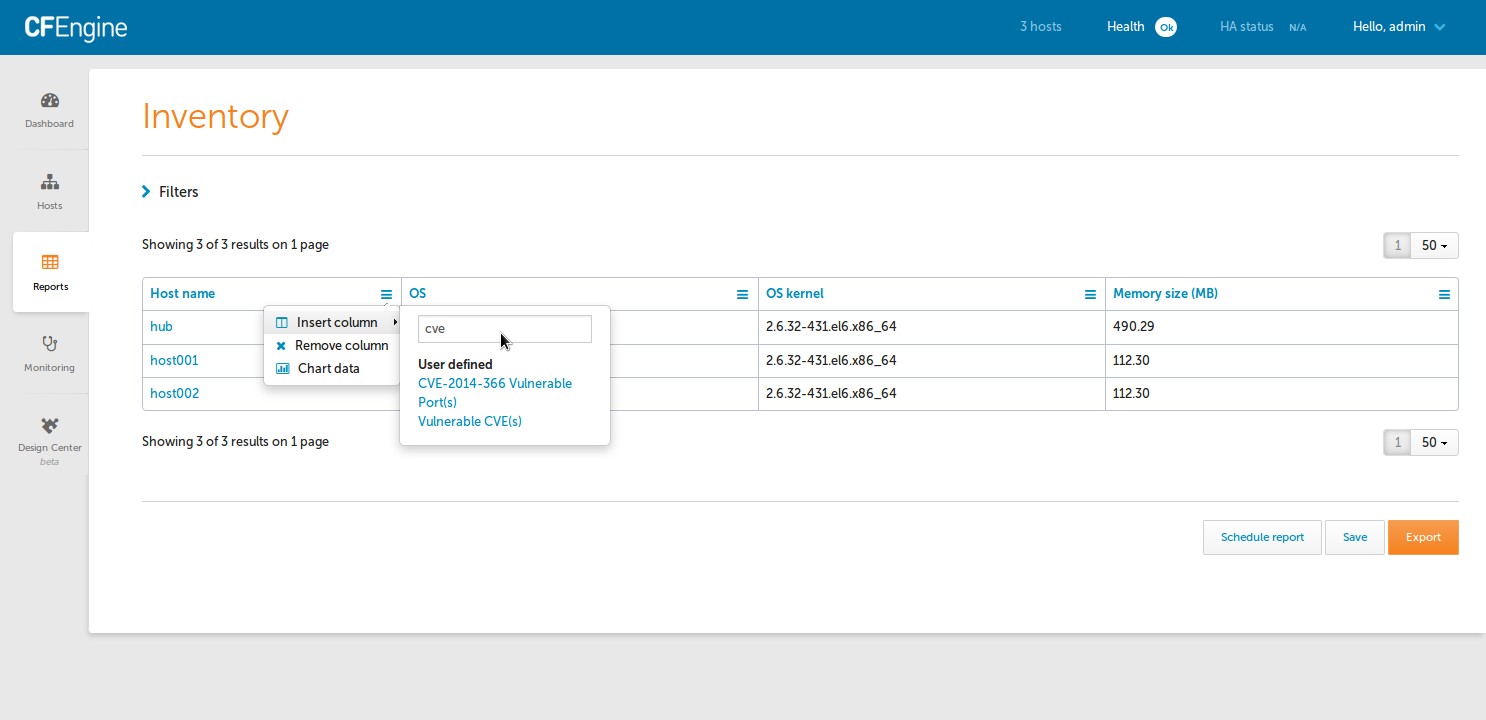 CFEngine
3 hosts
Health Ok
HA status N/A
Hello, admin
Dashboard
Hosts
Reports
Monitoring
Design Center
beta
Inventory
Filters
Showing 3 of 3 results on 1 page
1 50
Host name OS OS kernel Memory size (MB)
hub 2.6.32-431.el6.x86_64 490.29
host001 2.6.32-431.el6.x86_64 112.30
host002 2.6.32-431.el6.x86_64 112.30
Insert column
Remove column
Chart data
cve
User defined
CVE-2014-366 Vulnerable
Port(s)
Vulnerable CVE(s)
Showing 3 of 3 results on 1 page
1 50
Schedule report Save Export